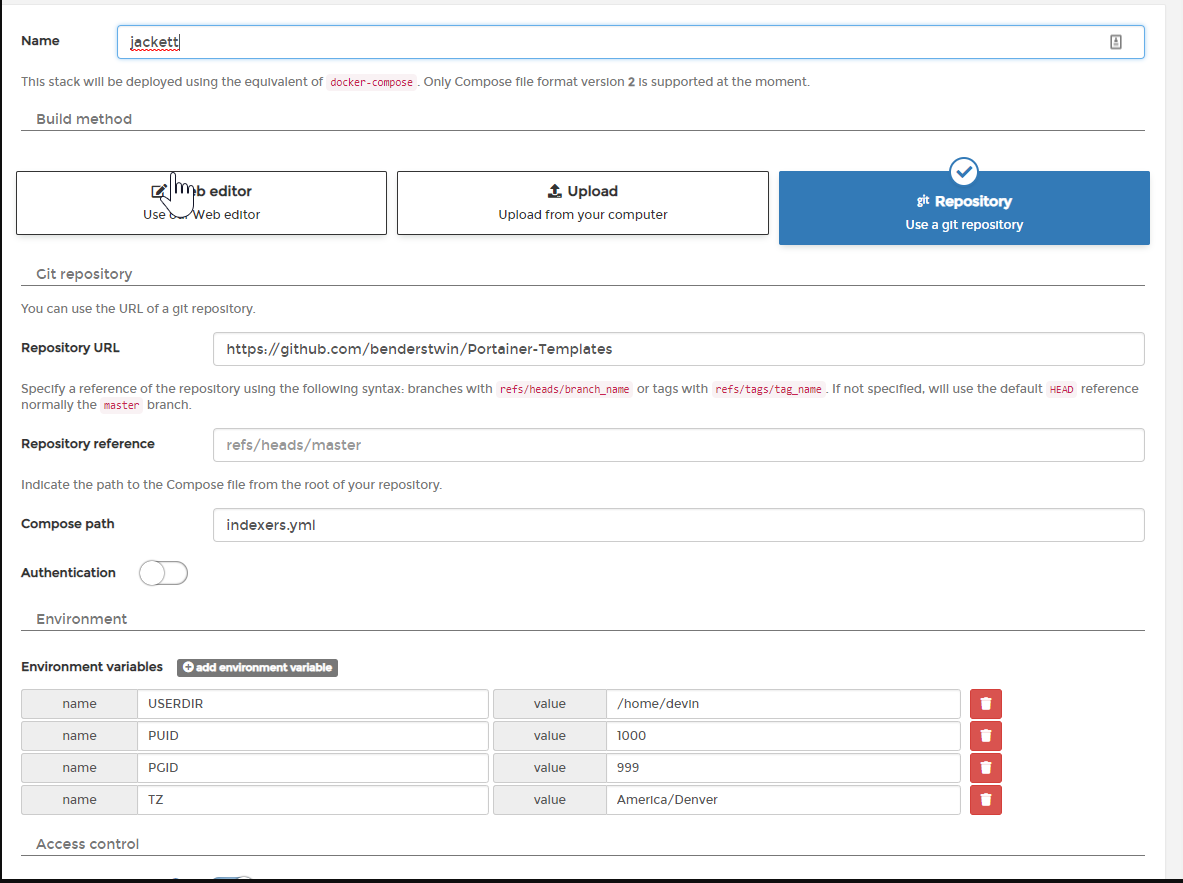 Name jackett
This stack will be deployed using the equivalent of docker-compose . Only Compose file format version 2 is supported at the moment.
Build method
b editor Upload git Repository
Use Web editor Upload from your computer Use a git repository
Git repository
You can use the URL of a git repository.
Repository URL https://github.com/benderstwin/Portainer-Templates
Specify a reference of the repository using the following syntax: branches with refs/heads/branch_name or tags with refs/tags/tag_name . If not specified, will use the default HEAD reference
normally the master branch.
Repository reference refs/heads/master
Indicate the path to the Compose file from the root of your repository.
Compose path indexers.yml
Authentication
Environment
Environment variables add environment variable
name USERDIR value /home/devin
name PUID value 1000
name PGID value 999
name TZ value America/Denver
Access control